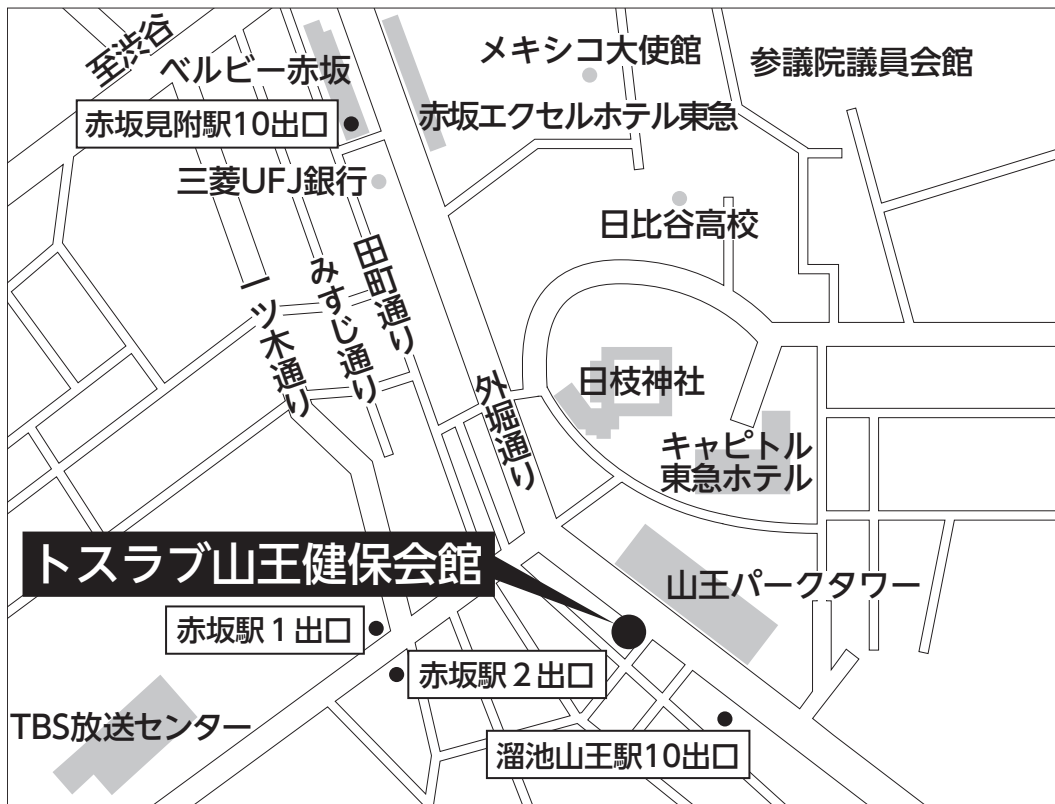 至渋谷
ベルビー赤坂
メキシコ大使館
参議院議員会館
赤坂見附駅10出口
赤坂エクセルホテル東急
三菱UFJ銀行
日比谷高校
田町通り
みすじ通り
一ツ木通り
外堀通り
日枝神社
キャピトル
東急ホテル
トスラブ山王健保会館
山王パークタワー
赤坂駅1出口
赤坂駅2出口
TBS放送センター
溜池山王駅10出口